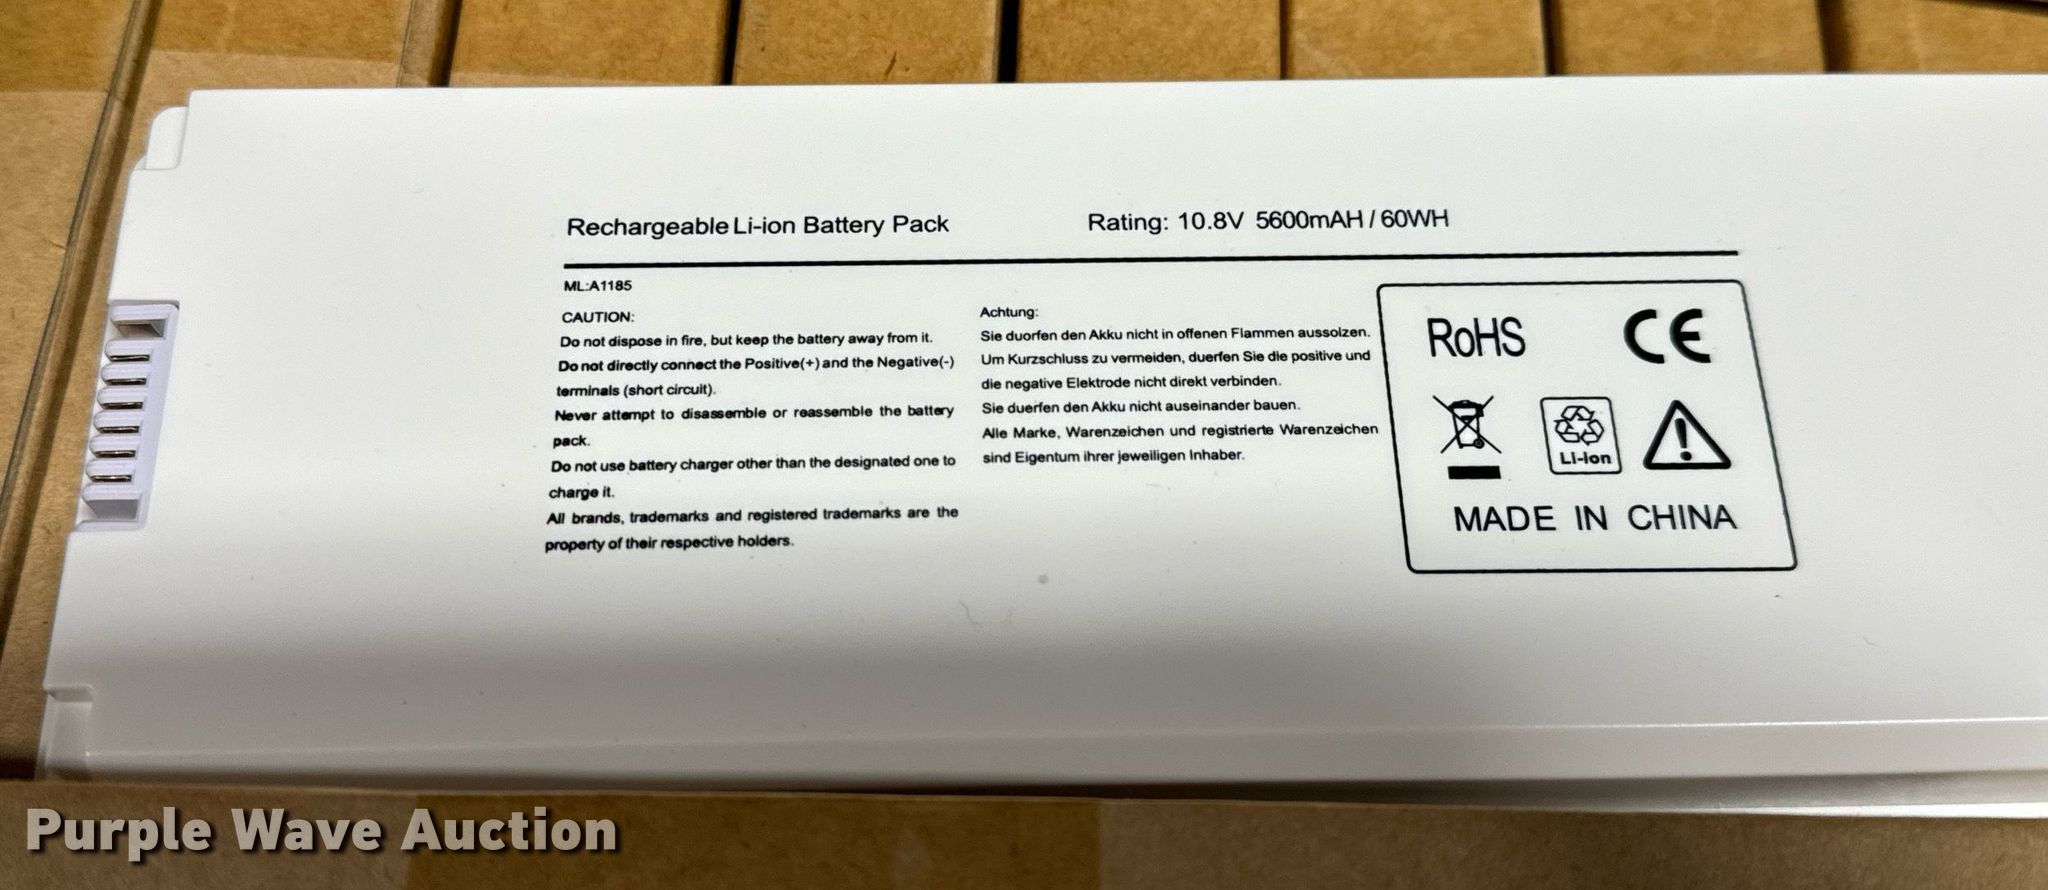 Rechargeable Li-ion Battery Pack
Rating: 10.8V 5600mAH / 60WH
ML:A1185
CAUTION:
Do not dispose in fire, but keep the battery away from it.
Do not directly connect the Positive(+) and the Negative(-)
terminals (short circuit).
Never attempt to disassemble or reassemble the battery
pack.
Do not use battery charger other than the designated one to
charge it.
All brands, trademarks and registered trademarks are the
property of their respective holders.
Achtung:
Sie duorfen den Akku nicht in offenen Flammen aussolzen.
Um Kurzschluss zu vermeiden, duerfen Sie die positive und
die negative Elektrode nicht direkt verbinden.
Sie duerfen den Akku nicht auseinander bauen.
Alle Marke, Warenzeichen und registrierte Warenzeichen
sind Eigentum ihrer jeweiligen Inhaber.
RoHS
CE
Li-ion
MADE IN CHINA
Purple Wave Auction